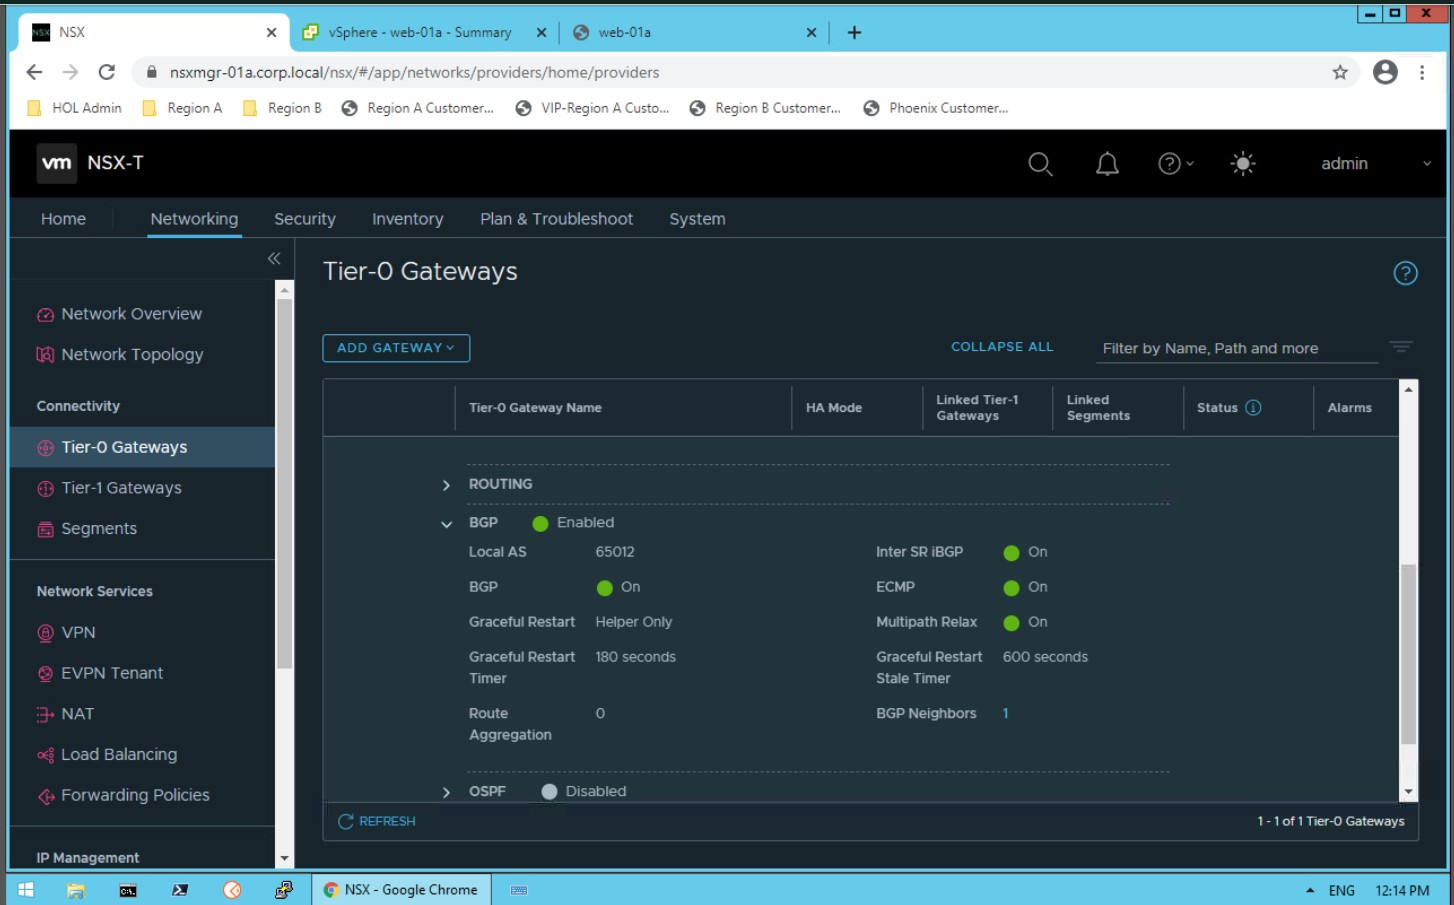 NSX
vSphere - web-01a - Summary
web-01a
nsxmgr-01a.corp.local/nsx/#/app/networks/providers/home/providers
HOL Admin
Region A
Region B
Region A Customer...
VIP-Region A Custo...
Region B Customer...
Phoenix Customer...
vm NSX-T
admin
Home
Networking
Security
Inventory
Plan & Troubleshoot
System
Network Overview
Network Topology
Connectivity
Tier-0 Gateways
Tier-1 Gateways
Segments
Network Services
VPN
EVPN Tenant
NAT
Load Balancing
Forwarding Policies
IP Management
Tier-0 Gateways
ADD GATEWAY
COLLAPSE ALL
Filter by Name, Path and more
Tier-0 Gateway Name
HA Mode
Linked Tier-1
Gateways
Linked
Segments
Status
Alarms
ROUTING
BGP Enabled
Local AS 65012
Inter SR iBGP On
BGP On
ECMP On
Graceful Restart Helper Only
Multipath Relax On
Graceful Restart 180 seconds
Timer
Graceful Restart 600 seconds
Stale Timer
Route 0
Aggregation
BGP Neighbors 1
OSPF Disabled
REFRESH
1 - 1 of 1 Tier-0 Gateways
NSX - Google Chrome
ENG
12:14 PM